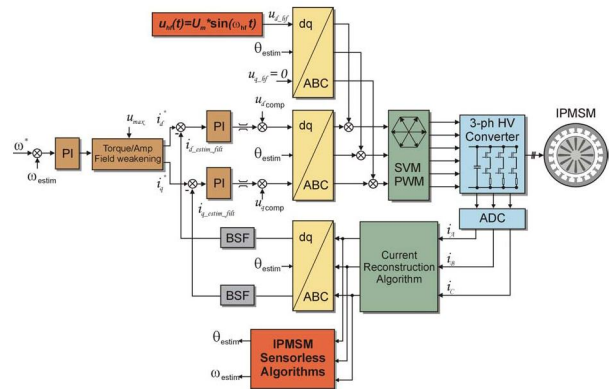 u_hf(t)=U_m*sin(ω_hf t)
u_d_hf
dq
θ_estim
u_q_hf = 0
ABC
u_max
i_d*
u_d comp
ω*
PI
Torque/Amp
Field weakening
PI
i_d_estim_filt
dq
θ_estim
ABC
SVM
PWM
3-ph HV
Converter
IPMSM
ω_estim
i_q*
PI
i_q_estim_filt
u_q comp
ADC
BSF
dq
θ_estim
BSF
ABC
Current
Reconstruction
Algorithm
i_A
i_B
i_C
θ_estim
ω_estim
IPMSM
Sensorless
Algorithms